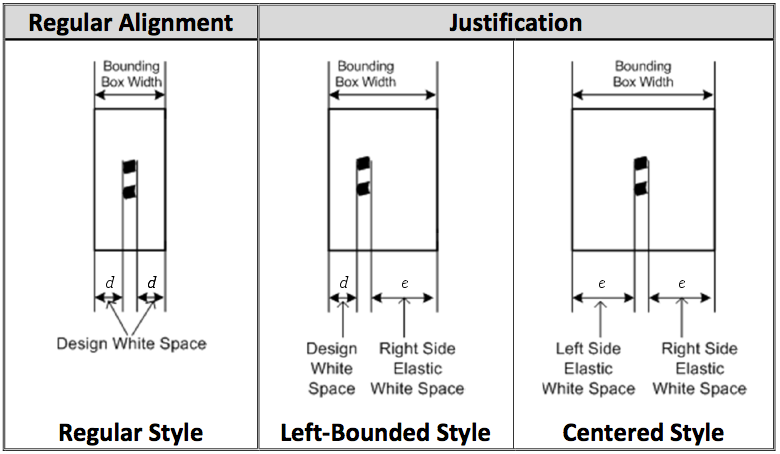 Regular Alignment
Justification
Bounding
Box Width
d d
Design White Space
Regular Style
Bounding
Box Width
d e
Design
White
Space
Right Side
Elastic
White Space
Left-Bounded Style
Bounding
Box Width
e e
Left Side
Elastic
White Space
Right Side
Elastic
White Space
Centered Style